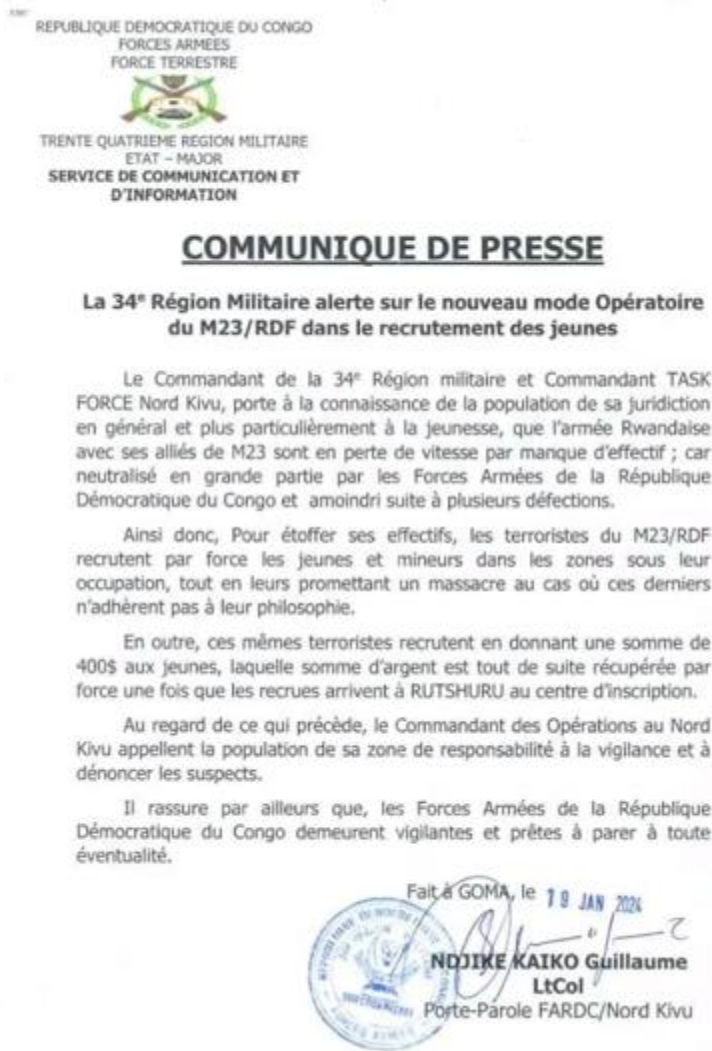 REPUBLIQUE DEMOCRATIQUE DU CONGO
FORCES ARMEES
FORCE TERRESTRE
TRENTE QUATRIEME REGION MILITAIRE
ETAT – MAJOR
SERVICE DE COMMUNICATION ET
D'INFORMATION
COMMUNIQUE DE PRESSE
La 34e Région Militaire alerte sur le nouveau mode Opératoire
du M23/RDF dans le recrutement des jeunes
Le Commandant de la 34e Région militaire et Commandant TASK
FORCE Nord Kivu, porte à la connaissance de la population de sa juridiction
en général et plus particulièrement à la jeunesse, que l'armée Rwandaise
avec ses alliés de M23 sont en perte de vitesse par manque d'effectif ; car
neutralisé en grande partie par les Forces Armées de la République
Démocratique du Congo et amoindri suite à plusieurs défections.
Ainsi donc, Pour étoffer ses effectifs, les terroristes du M23/RDF
recrutent par force les jeunes et mineurs dans les zones sous leur
occupation, tout en leurs promettant un massacre au cas où ces derniers
n'adhèrent pas à leur philosophie.
En outre, ces mêmes terroristes recrutent en donnant une somme de
400$ aux jeunes, laquelle somme d'argent est tout de suite récupérée par
force une fois que les recrues arrivent à RUTSHURU au centre d'inscription.
Au regard de ce qui précède, le Commandant des Opérations au Nord
Kivu appellent la population de sa zone de responsabilité à la vigilance et à
dénoncer les suspects.
Il rassure par ailleurs que, les Forces Armées de la République
Démocratique du Congo demeurent vigilantes et prêtes à parer à toute
éventualité.
Fait à GOMA, le 19 JAN 2024
NDJIKE KAIKO Guillaume
LtCol
Porte-Parole FARDC/Nord Kivu